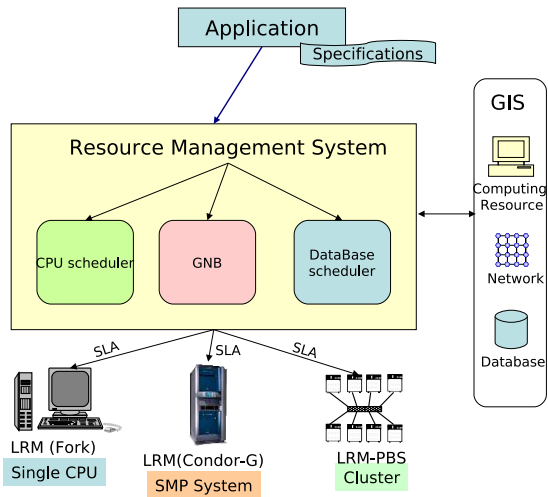 Application
Specifications
Resource Management System
CPU scheduler
GNB
DataBase
scheduler
GIS
Computing
Resource
Network
Database
SLA
SLA
SLA
LRM (Fork)
Single CPU
LRM(Condor-G)
SMP System
LRM-PBS
Cluster